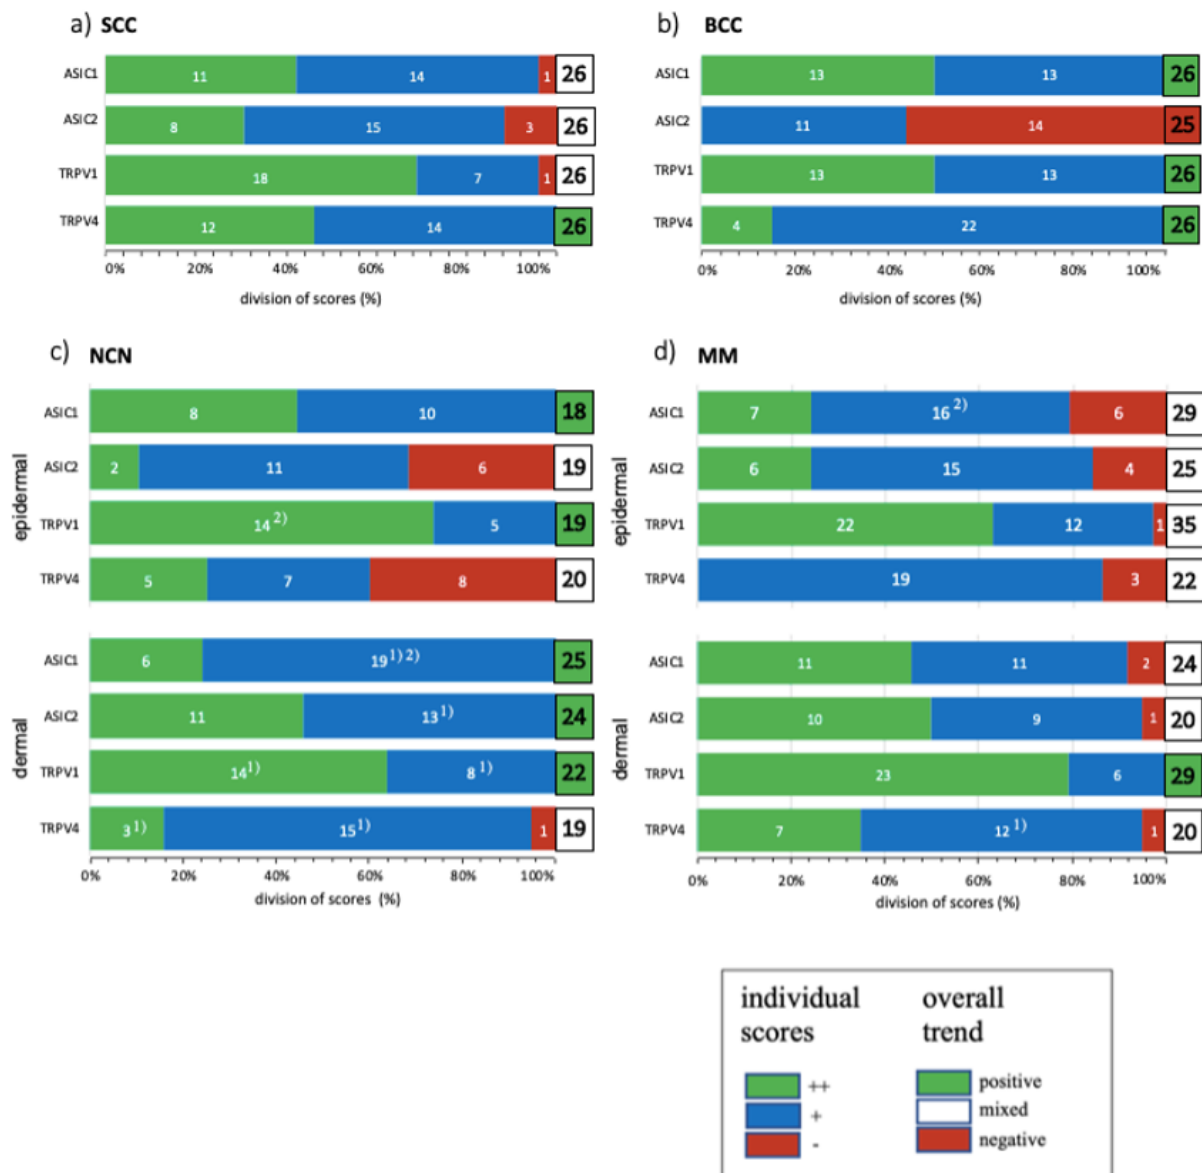 a) SCC
ASIC1 11 14 1 26
ASIC2 8 15 3 26
TRPV1 18 7 1 26
TRPV4 12 14 26
0% 20% 40% 60% 80% 100%
division of scores (%)
b) BCC
ASIC1 13 13 26
ASIC2 11 14 25
TRPV1 13 13 26
TRPV4 4 22 26
0% 20% 40% 60% 80% 100%
division of scores (%)
c) NCN
epidermal
ASIC1 8 10 18
ASIC2 2 11 6 19
TRPV1 14 2) 5 19
TRPV4 5 7 8 20
dermal
ASIC1 6 19 1) 2) 25
ASIC2 11 13 1) 24
TRPV1 14 1) 8 1) 22
TRPV4 3 1) 15 1) 1 19
0% 20% 40% 60% 80% 100%
division of scores (%)
d) MM
epidermal
ASIC1 7 16 2) 6 29
ASIC2 6 15 4 25
TRPV1 22 12 1 35
TRPV4 19 3 22
dermal
ASIC1 11 11 2 24
ASIC2 10 9 1 20
TRPV1 23 6 29
TRPV4 7 12 1) 1 20
0% 20% 40% 60% 80% 100%
division of scores (%)
individual
scores
++
+
-
overall
trend
positive
mixed
negative